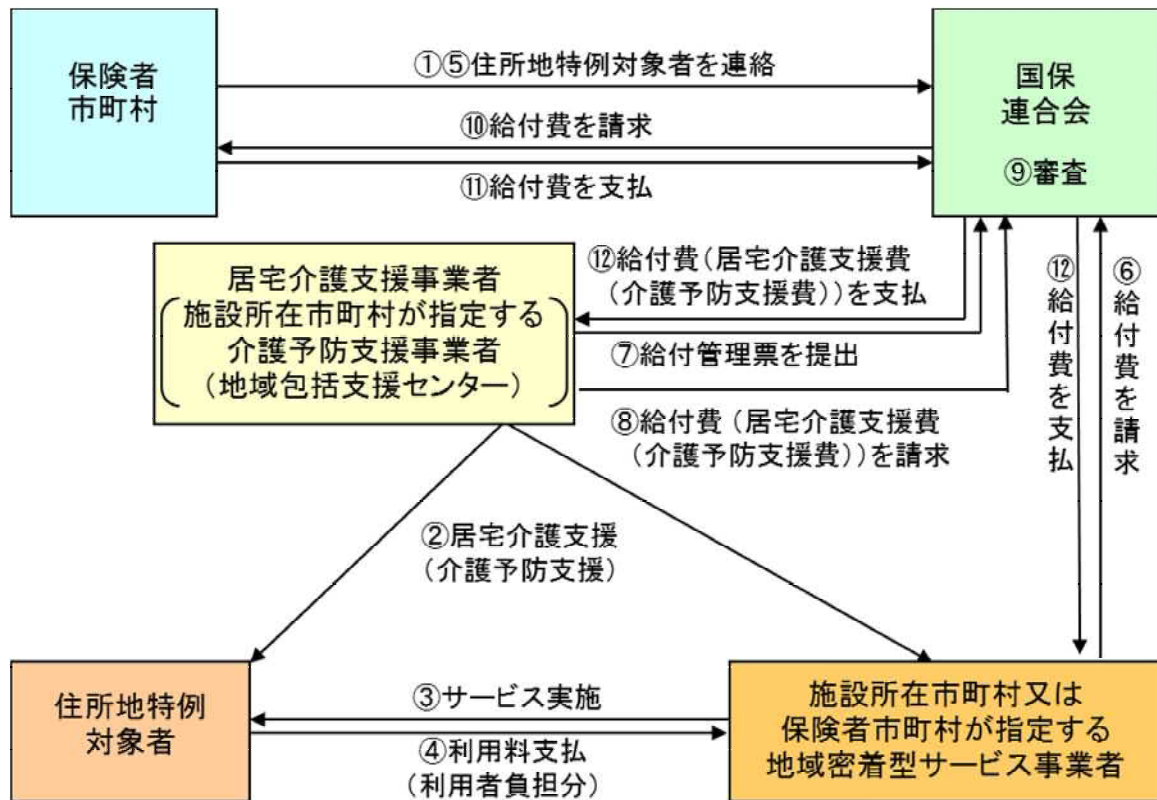 保険者
市町村
①⑤住所地特例対象者を連絡
⑩給付費を請求
⑪給付費を支払
国保
連合会
⑨審査
居宅介護支援事業者
施設所在市町村が指定する
介護予防支援事業者
(地域包括支援センター)
⑫給付費(居宅介護支援費
(介護予防支援費))を支払
⑦給付管理票を提出
⑧給付費(居宅介護支援費
(介護予防支援費))を請求
⑫給付費を支払
⑥給付費を請求
②居宅介護支援
(介護予防支援)
住所地特例
対象者
③サービス実施
④利用料支払
(利用者負担分)
施設所在市町村又は
保険者市町村が指定する
地域密着型サービス事業者